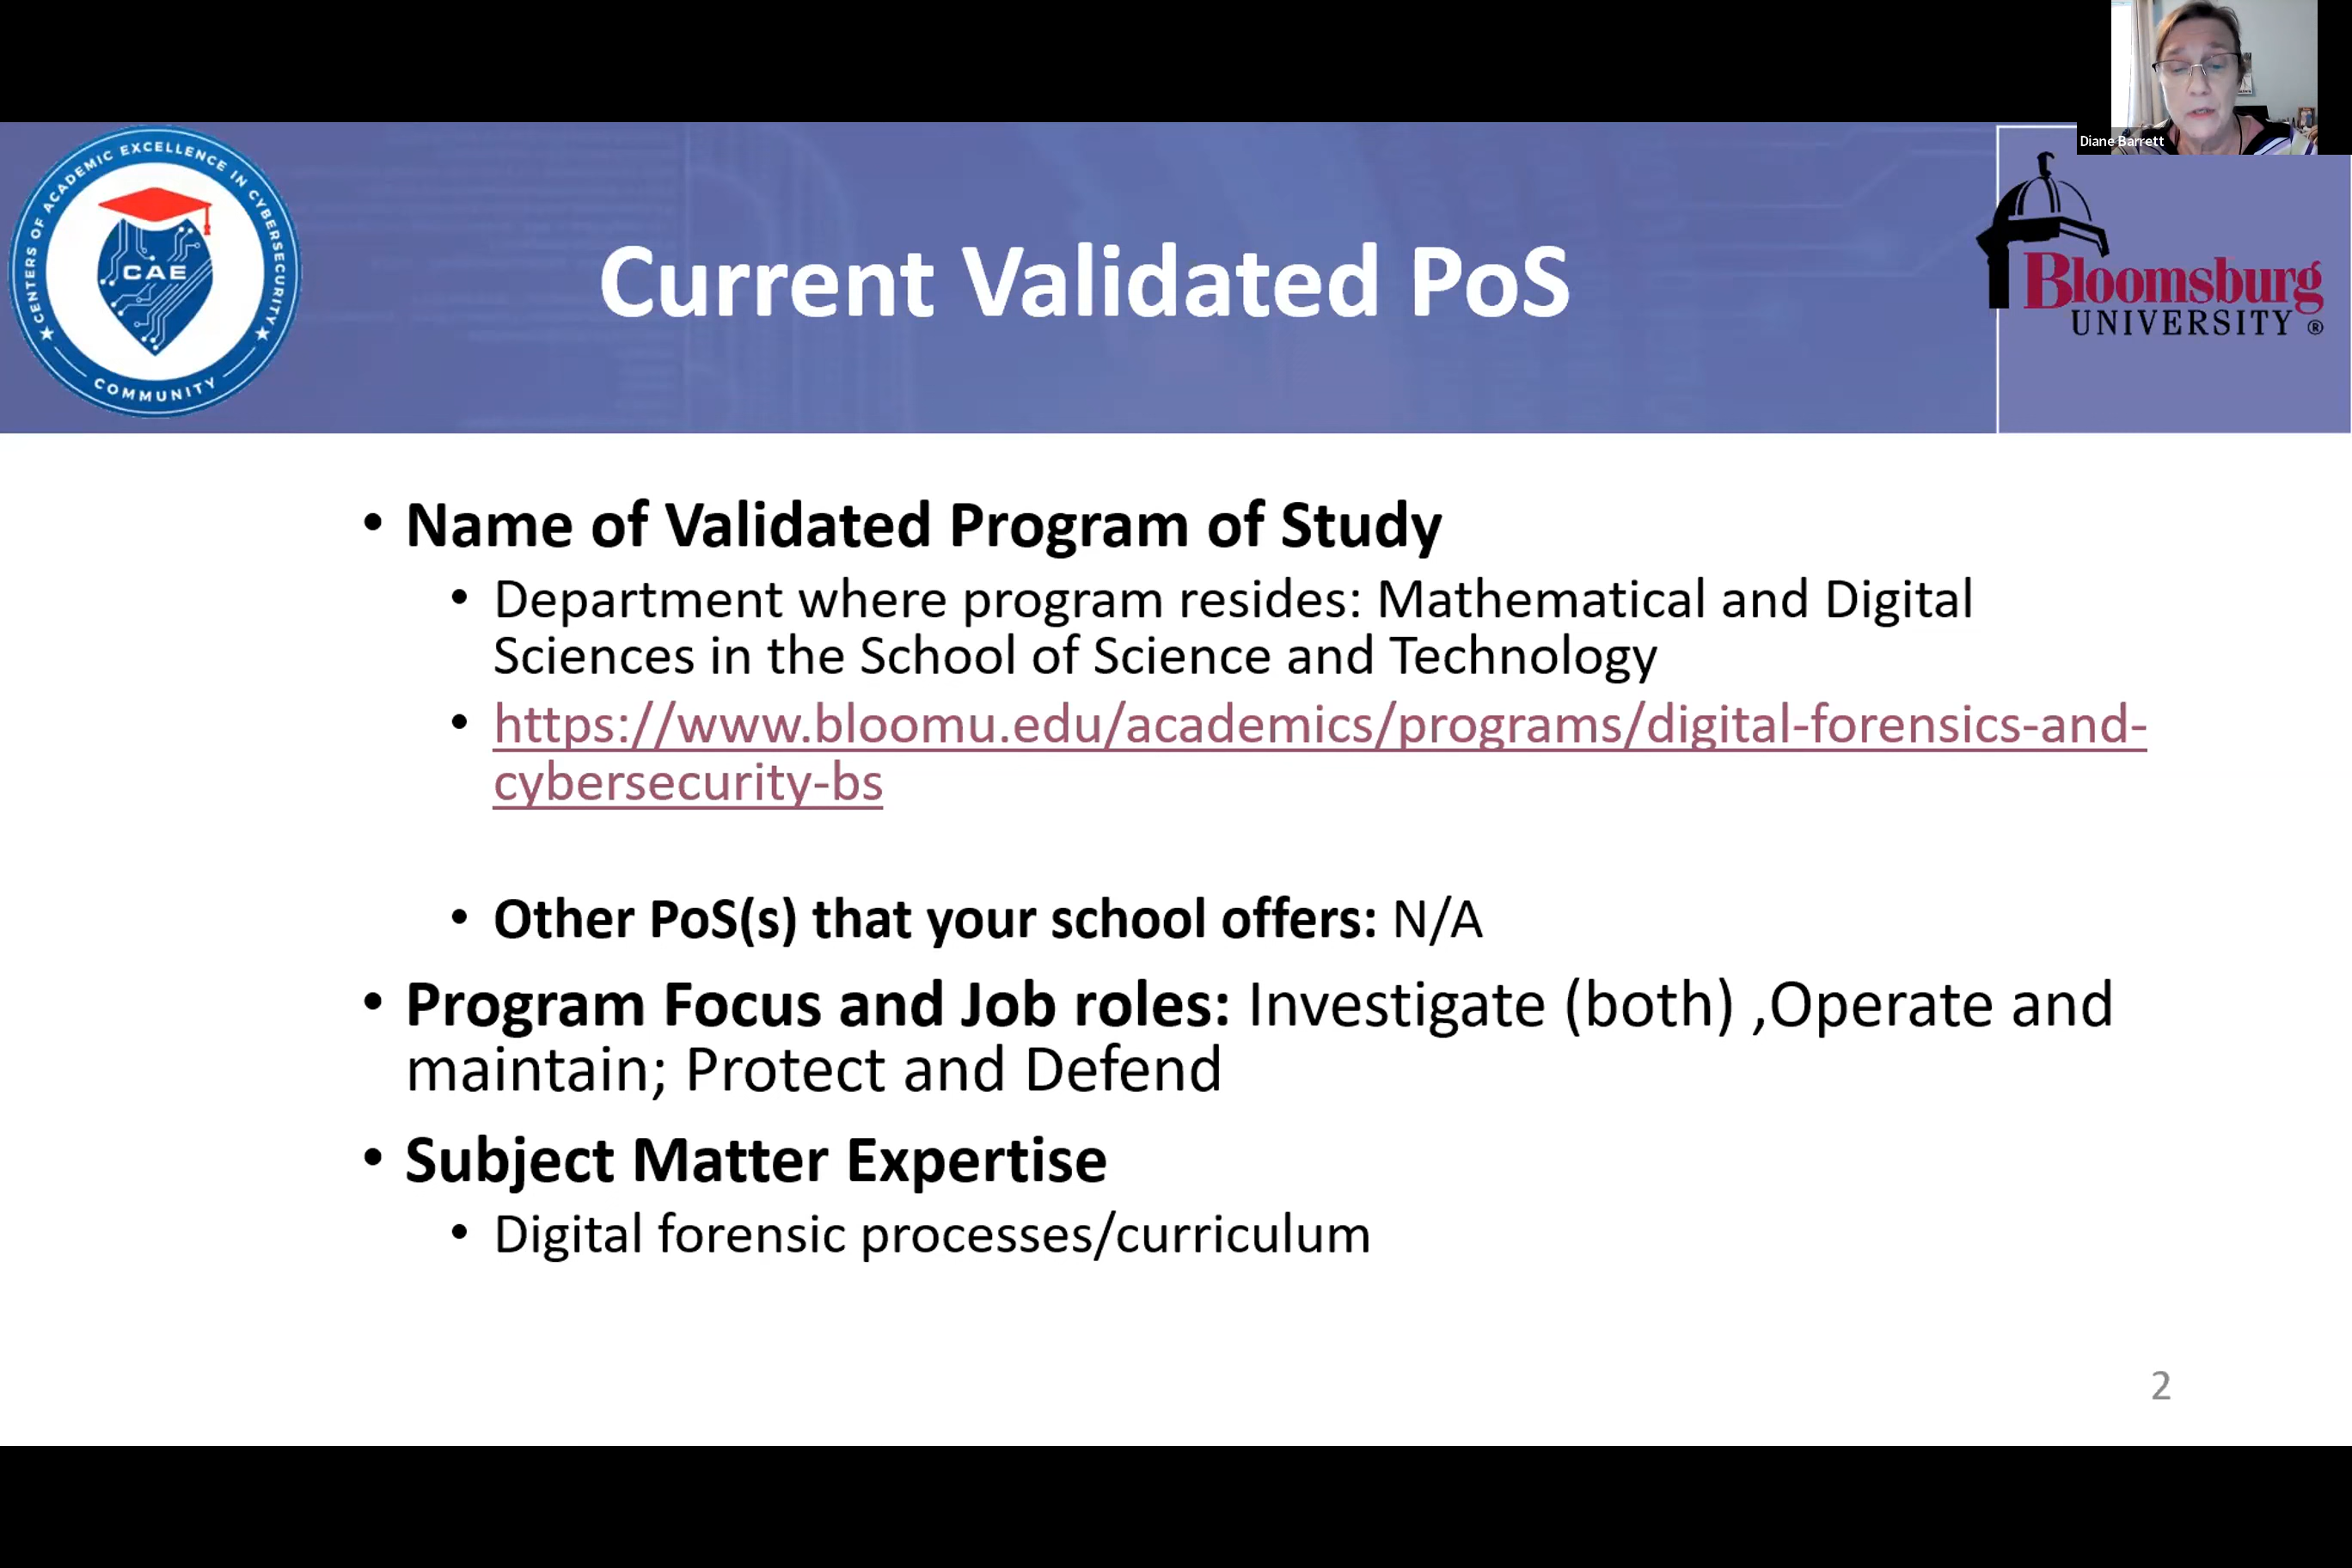 Diane Barrett
CENTERS OF ACADEMIC EXCELLENCE IN CYBERSECURITY
CAE
COMMUNITY
Current Validated PoS
Bloomsburg
UNIVERSITY ®
• Name of Validated Program of Study
• Department where program resides: Mathematical and Digital
Sciences in the School of Science and Technology
• https://www.bloomu.edu/academics/programs/digital-forensics-and-
cybersecurity-bs
• Other PoS(s) that your school offers: N/A
• Program Focus and Job roles: Investigate (both) ,Operate and
maintain; Protect and Defend
• Subject Matter Expertise
• Digital forensic processes/curriculum
2